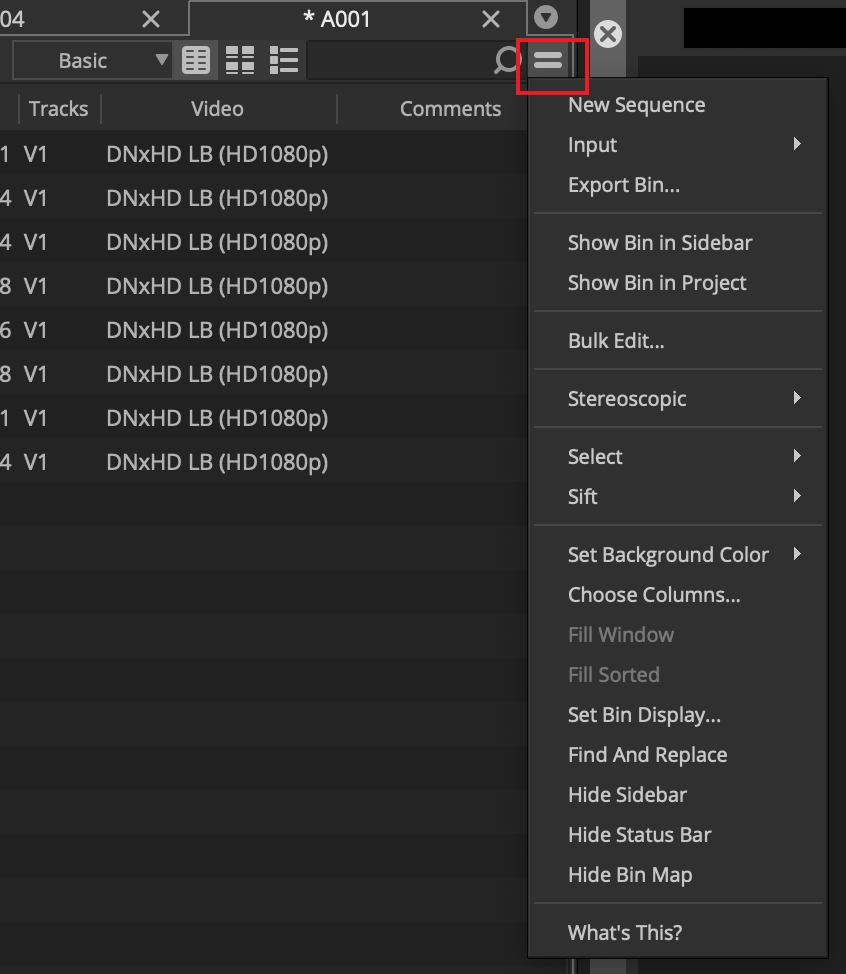 04
* A001
Basic
Tracks Video Comments
1 V1 DNxHD LB (HD1080p)
4 V1 DNxHD LB (HD1080p)
4 V1 DNxHD LB (HD1080p)
8 V1 DNxHD LB (HD1080p)
6 V1 DNxHD LB (HD1080p)
8 V1 DNxHD LB (HD1080p)
1 V1 DNxHD LB (HD1080p)
4 V1 DNxHD LB (HD1080p)
New Sequence
Input
Export Bin...
Show Bin in Sidebar
Show Bin in Project
Bulk Edit...
Stereoscopic
Select
Sift
Set Background Color
Choose Columns...
Fill Window
Fill Sorted
Set Bin Display...
Find And Replace
Hide Sidebar
Hide Status Bar
Hide Bin Map
What's This?